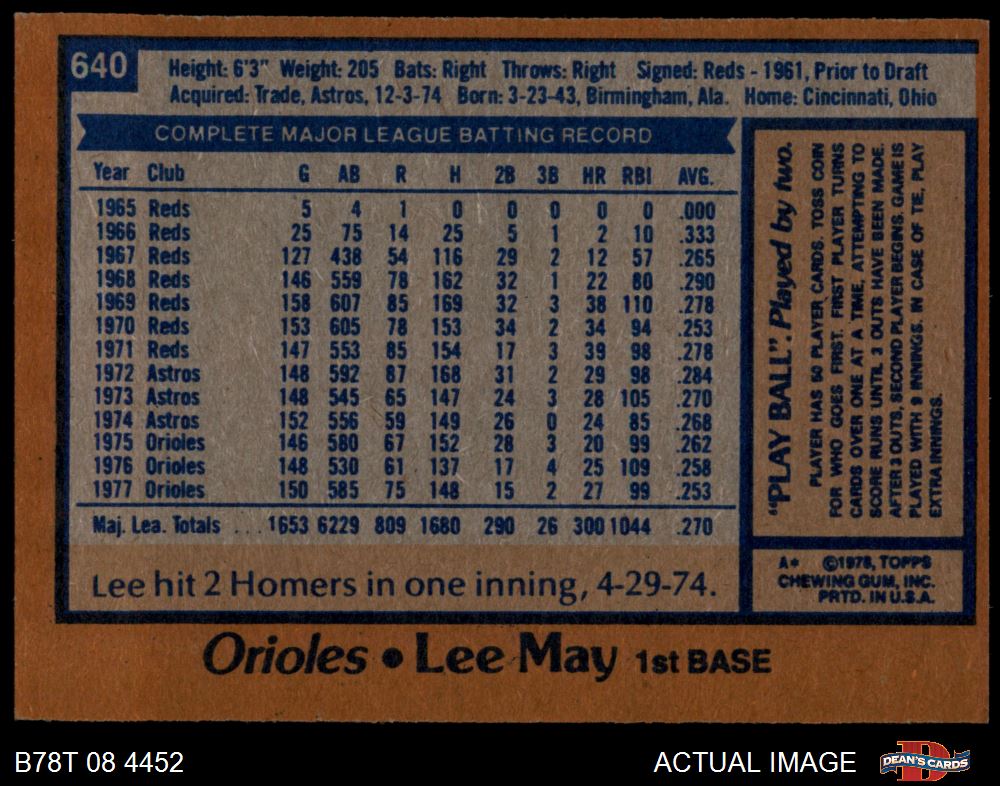 640
Height: 6'3" Weight: 205 Bats: Right Throws: Right Signed: Reds - 1961, Prior to Draft
Acquired: Trade, Astros, 12-3-74 Born: 3-23-43, Birmingham, Ala. Home: Cincinnati, Ohio
COMPLETE MAJOR LEAGUE BATTING RECORD
Year Club G AB R H 2B 3B HR RBI AVG.
1965 Reds 5 4 1 0 0 0 0 0 .000
1966 Reds 25 75 14 25 5 1 2 10 .333
1967 Reds 127 438 54 116 29 2 12 57 .265
1968 Reds 146 559 78 162 32 1 22 80 .290
1969 Reds 158 607 85 169 32 3 38 110 .278
1970 Reds 153 605 78 153 34 2 34 94 .253
1971 Reds 147 553 85 154 17 3 39 98 .278
1972 Astros 148 592 87 168 31 2 29 98 .284
1973 Astros 148 545 65 147 24 3 28 105 .270
1974 Astros 152 556 59 149 26 0 24 85 .268
1975 Orioles 146 580 67 152 28 3 20 99 .262
1976 Orioles 148 530 61 137 17 4 25 109 .258
1977 Orioles 150 585 75 148 15 2 27 99 .253
Maj. Lea. Totals ... 1653 6229 809 1680 290 26 300 1044 .270
Lee hit 2 Homers in one inning, 4-29-74.
"PLAY BALL". Played by two.
PLAYER HAS 50 PLAYER CARDS. TOSS COIN
FOR WHO GOES FIRST. FIRST PLAYER TURNS
CARDS OVER ONE AT A TIME, ATTEMPTING TO
SCORE RUNS UNTIL 3 OUTS HAVE BEEN MADE.
AFTER 3 OUTS, SECOND PLAYER BEGINS. GAME IS
PLAYED WITH 9 INNINGS. IN CASE OF TIE, PLAY
EXTRA INNINGS.
A* ©1978, TOPPS
CHEWING GUM, INC.
PRTD. IN U.S.A.
Orioles • Lee May 1st BASE
B78T 08 4452
ACTUAL IMAGE
DEAN'S CARDS